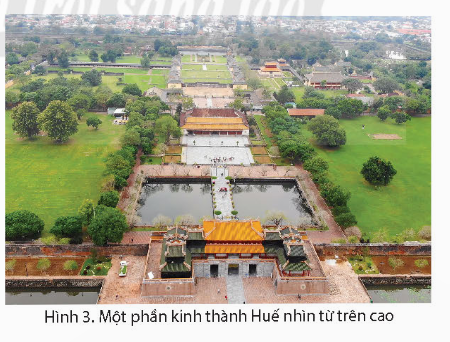 Hình 3. Một phần kinh thành Huế nhìn từ trên cao